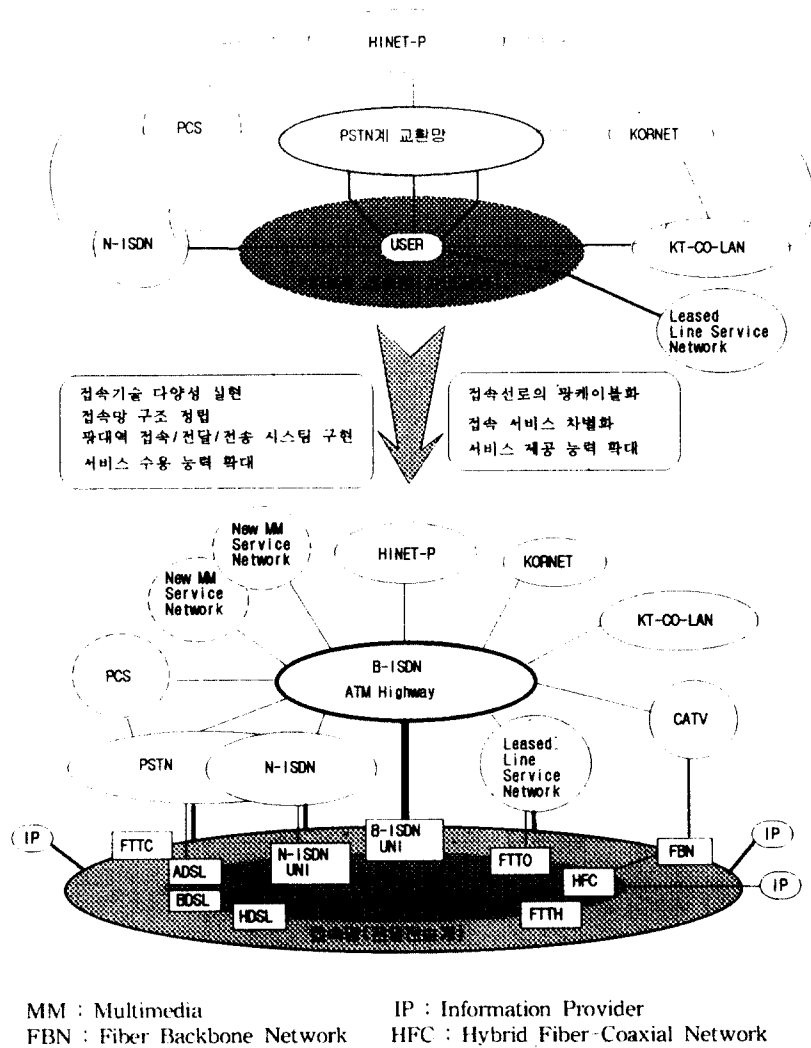 HINET-P
PCS
PSTN계 교환망
KORNET
N-ISDN
USER
KT-CO-LAN
Leased
Line Service
Network
접속기술 다양성 실현
접속망 구조 정립
광대역 접속/전달/전송 시스팀 구현
서비스 수용 능력 확대
접속선로의 광케이블화
접속 서비스 차별화
서비스 제공 능력 확대
New MM
Service
Network
New MM
Service
Network
HINET-P
KORNET
KT-CO-LAN
PCS
B-ISDN
ATM Highway
CATV
PSTN
N-ISDN
Leased
Line
Service
Network
IP
FTTC
ADSL
BDSL
HDSL
N-ISDN
UNI
B-ISDN
UNI
FTTO
HFC
FTTH
FBN
IP
IP
MM : Multimedia
IP : Information Provider
FBN : Fiber Backbone Network
HFC : Hybrid Fiber-Coaxial Network